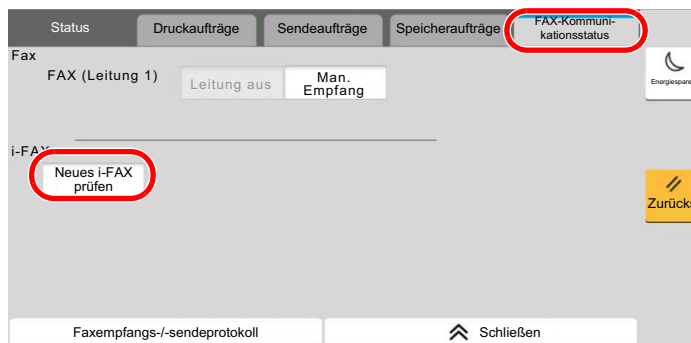 Status
Druckaufträge
Sendeaufträge
Speicheraufträge
FAX-Kommuni-
kationsstatus
Fax
FAX (Leitung 1)
Leitung aus
Man.
Empfang
Energiespare
i-FAX
Neues i-FAX
prüfen
Zurücks
Faxempfangs-/-sendeprotokoll
Schließen